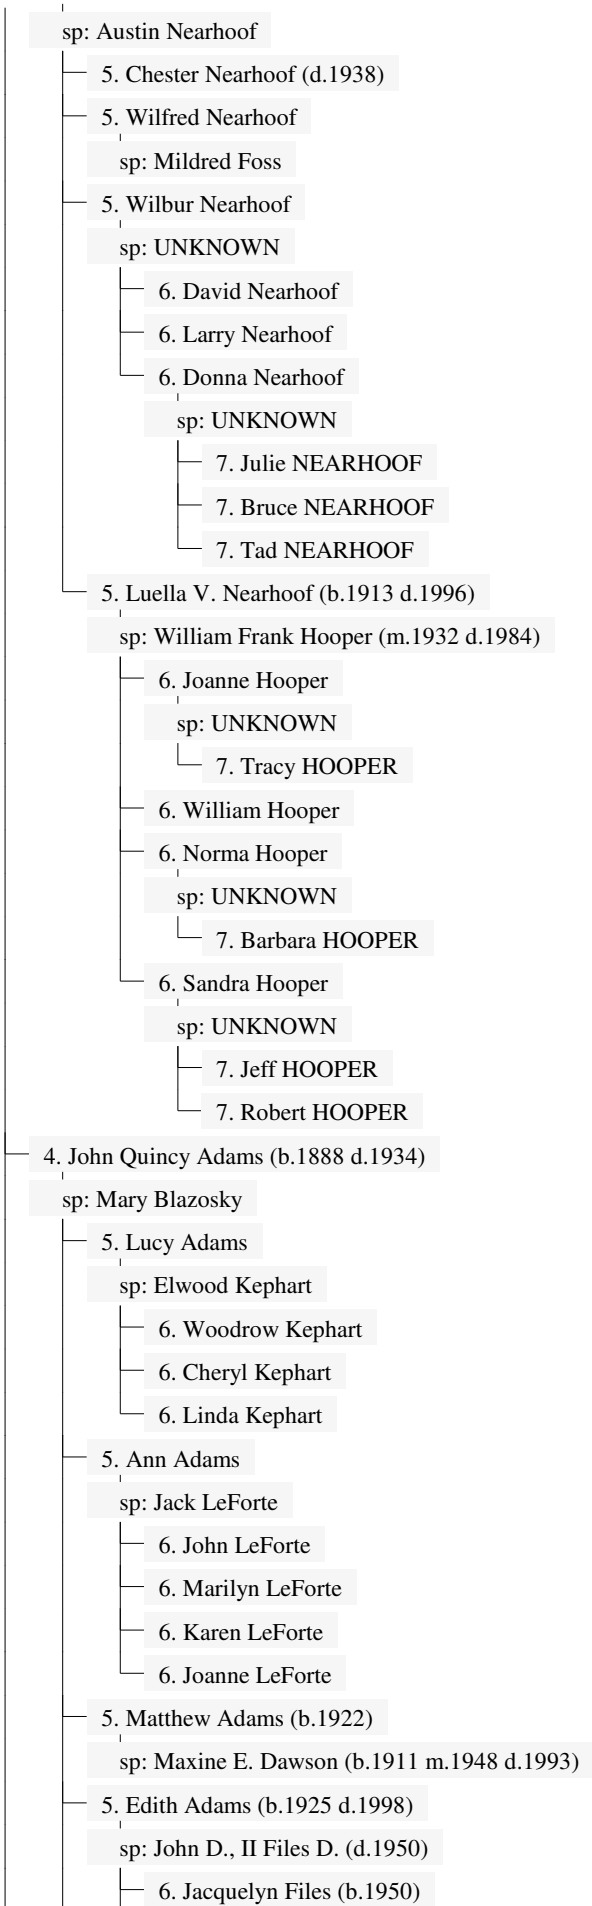 sp: Austin Nearhoof
5. Chester Nearhoof (d.1938)
5. Wilfred Nearhoof
sp: Mildred Foss
5. Wilbur Nearhoof
sp: UNKNOWN
6. David Nearhoof
6. Larry Nearhoof
6. Donna Nearhoof
sp: UNKNOWN
7. Julie NEARHOOF
7. Bruce NEARHOOF
7. Tad NEARHOOF
5. Luella V. Nearhoof (b.1913 d.1996)
sp: William Frank Hooper (m.1932 d.1984)
6. Joanne Hooper
sp: UNKNOWN
7. Tracy HOOPER
6. William Hooper
6. Norma Hooper
sp: UNKNOWN
7. Barbara HOOPER
6. Sandra Hooper
sp: UNKNOWN
7. Jeff HOOPER
7. Robert HOOPER
4. John Quincy Adams (b.1888 d.1934)
sp: Mary Blazosky
5. Lucy Adams
sp: Elwood Kephart
6. Woodrow Kephart
6. Cheryl Kephart
6. Linda Kephart
5. Ann Adams
sp: Jack LeForte
6. John LeForte
6. Marilyn LeForte
6. Karen LeForte
6. Joanne LeForte
5. Matthew Adams (b.1922)
sp: Maxine E. Dawson (b.1911 m.1948 d.1993)
5. Edith Adams (b.1925 d.1998)
sp: John D., II Files D. (d.1950)
6. Jacquelyn Files (b.1950)